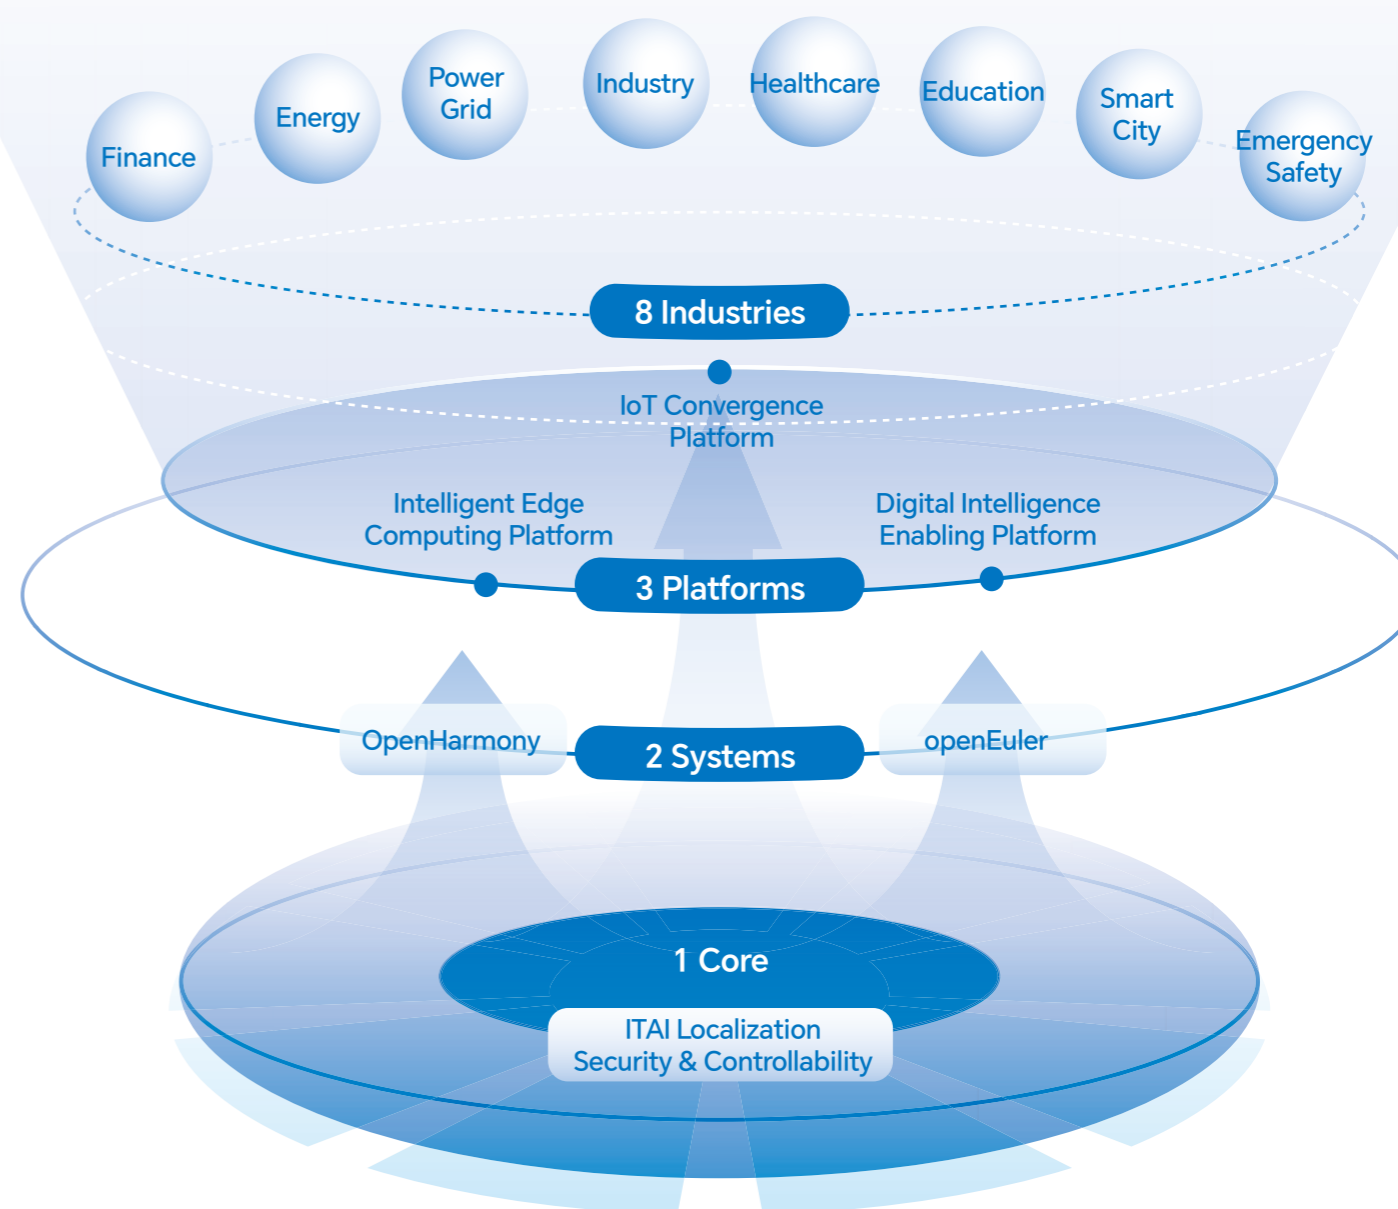 Finance
Energy
Power
Grid
Industry
Healthcare
Education
Smart
City
Emergency
Safety
8 Industries
IoT Convergence
Platform
Intelligent Edge
Computing Platform
Digital Intelligence
Enabling Platform
3 Platforms
OpenHarmony
2 Systems
openEuler
1 Core
ITAI Localization
Security & Controllability